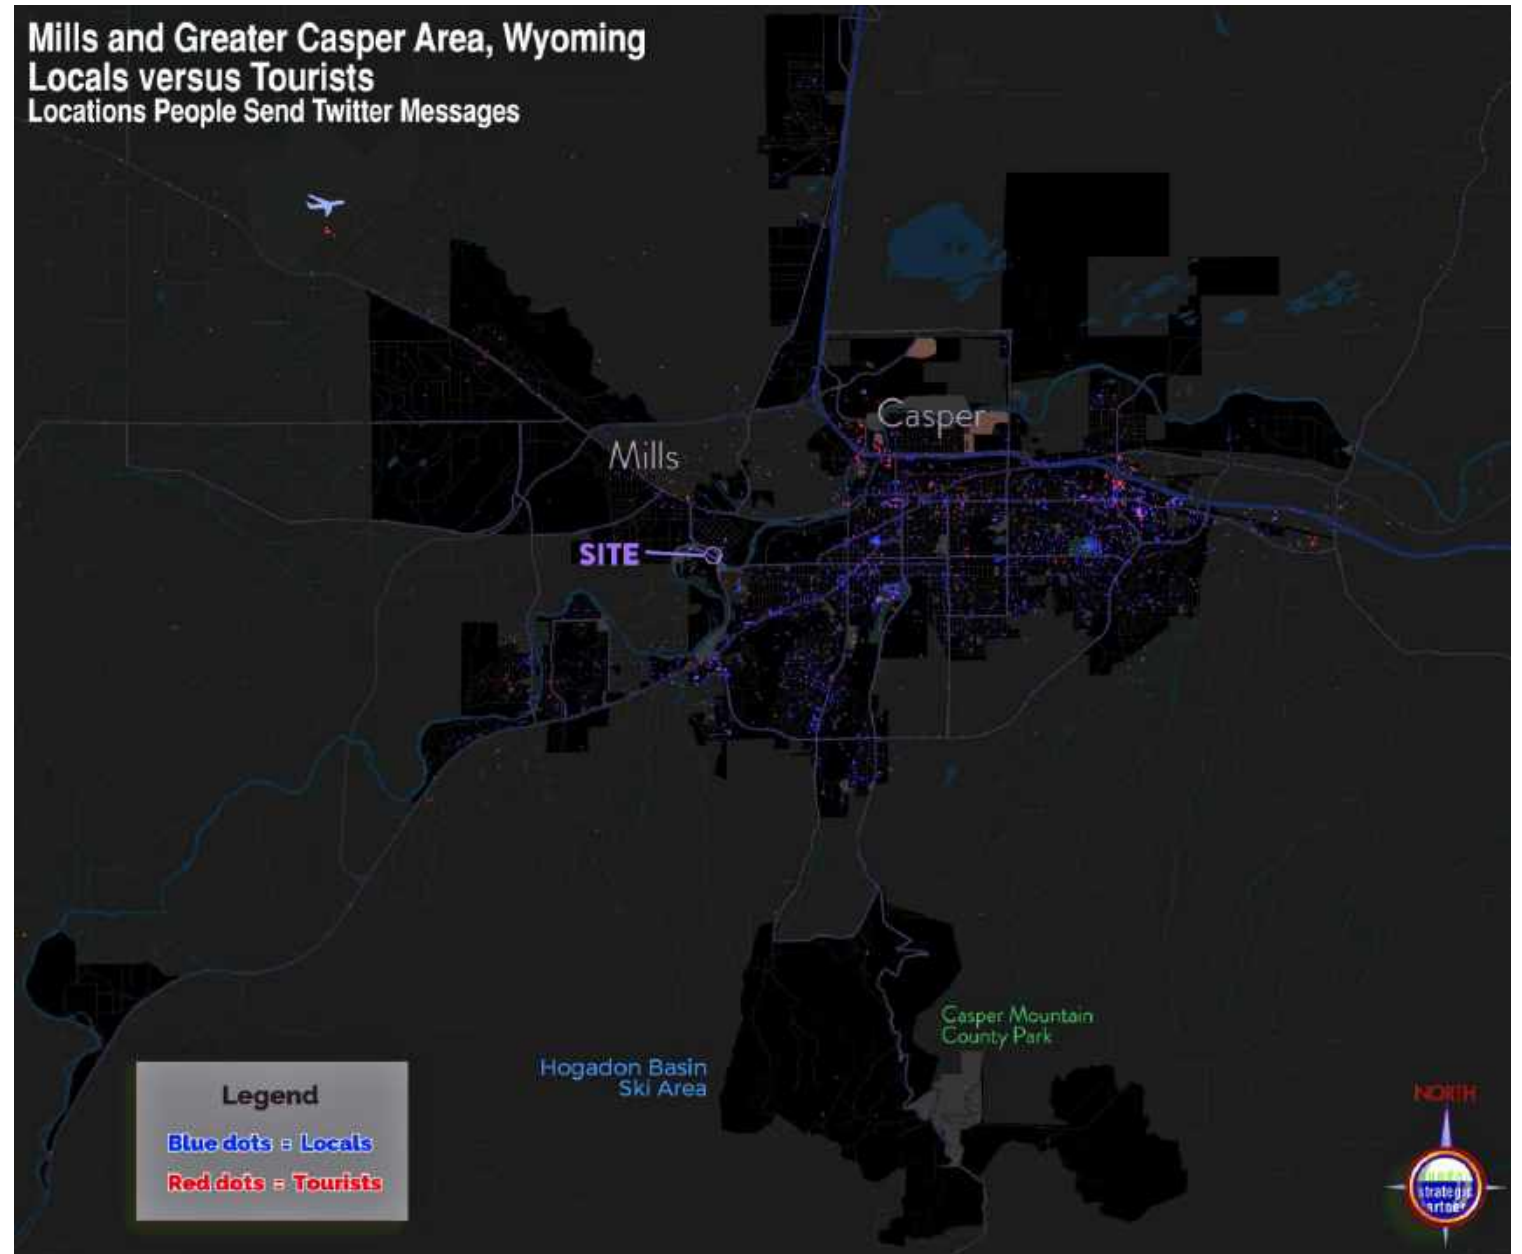 Mills and Greater Casper Area, Wyoming
Locals versus Tourists
Locations People Send Twitter Messages
Casper
Mills
SITE
Casper Mountain
County Park
Hogadon Basin
Ski Area
Legend
Blue dots = Locals
Red dots = Tourists
NORTH
strategic